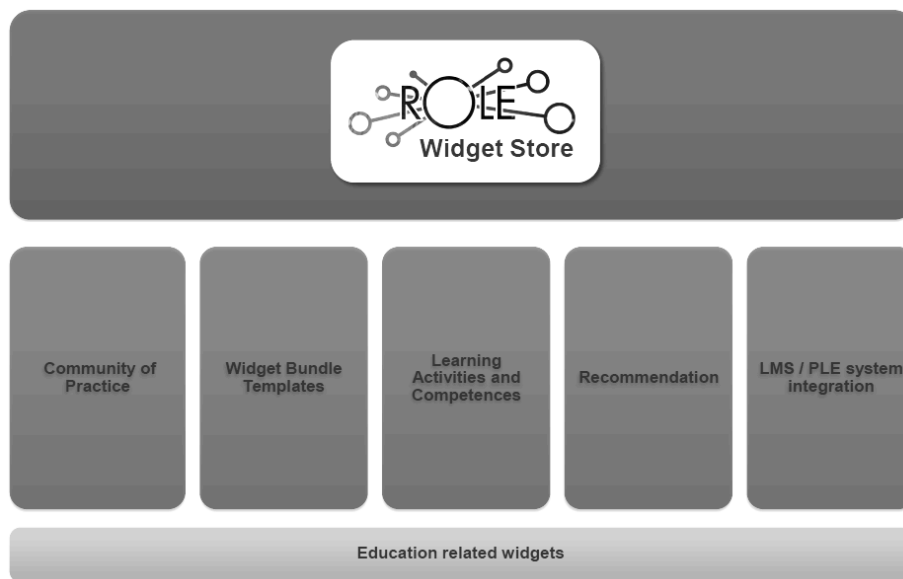 ROLE
Widget Store
Community of
Practice
Widget Bundle
Templates
Learning
Activities and
Competences
Recommendation
LMS / PLE system
integration
Education related widgets